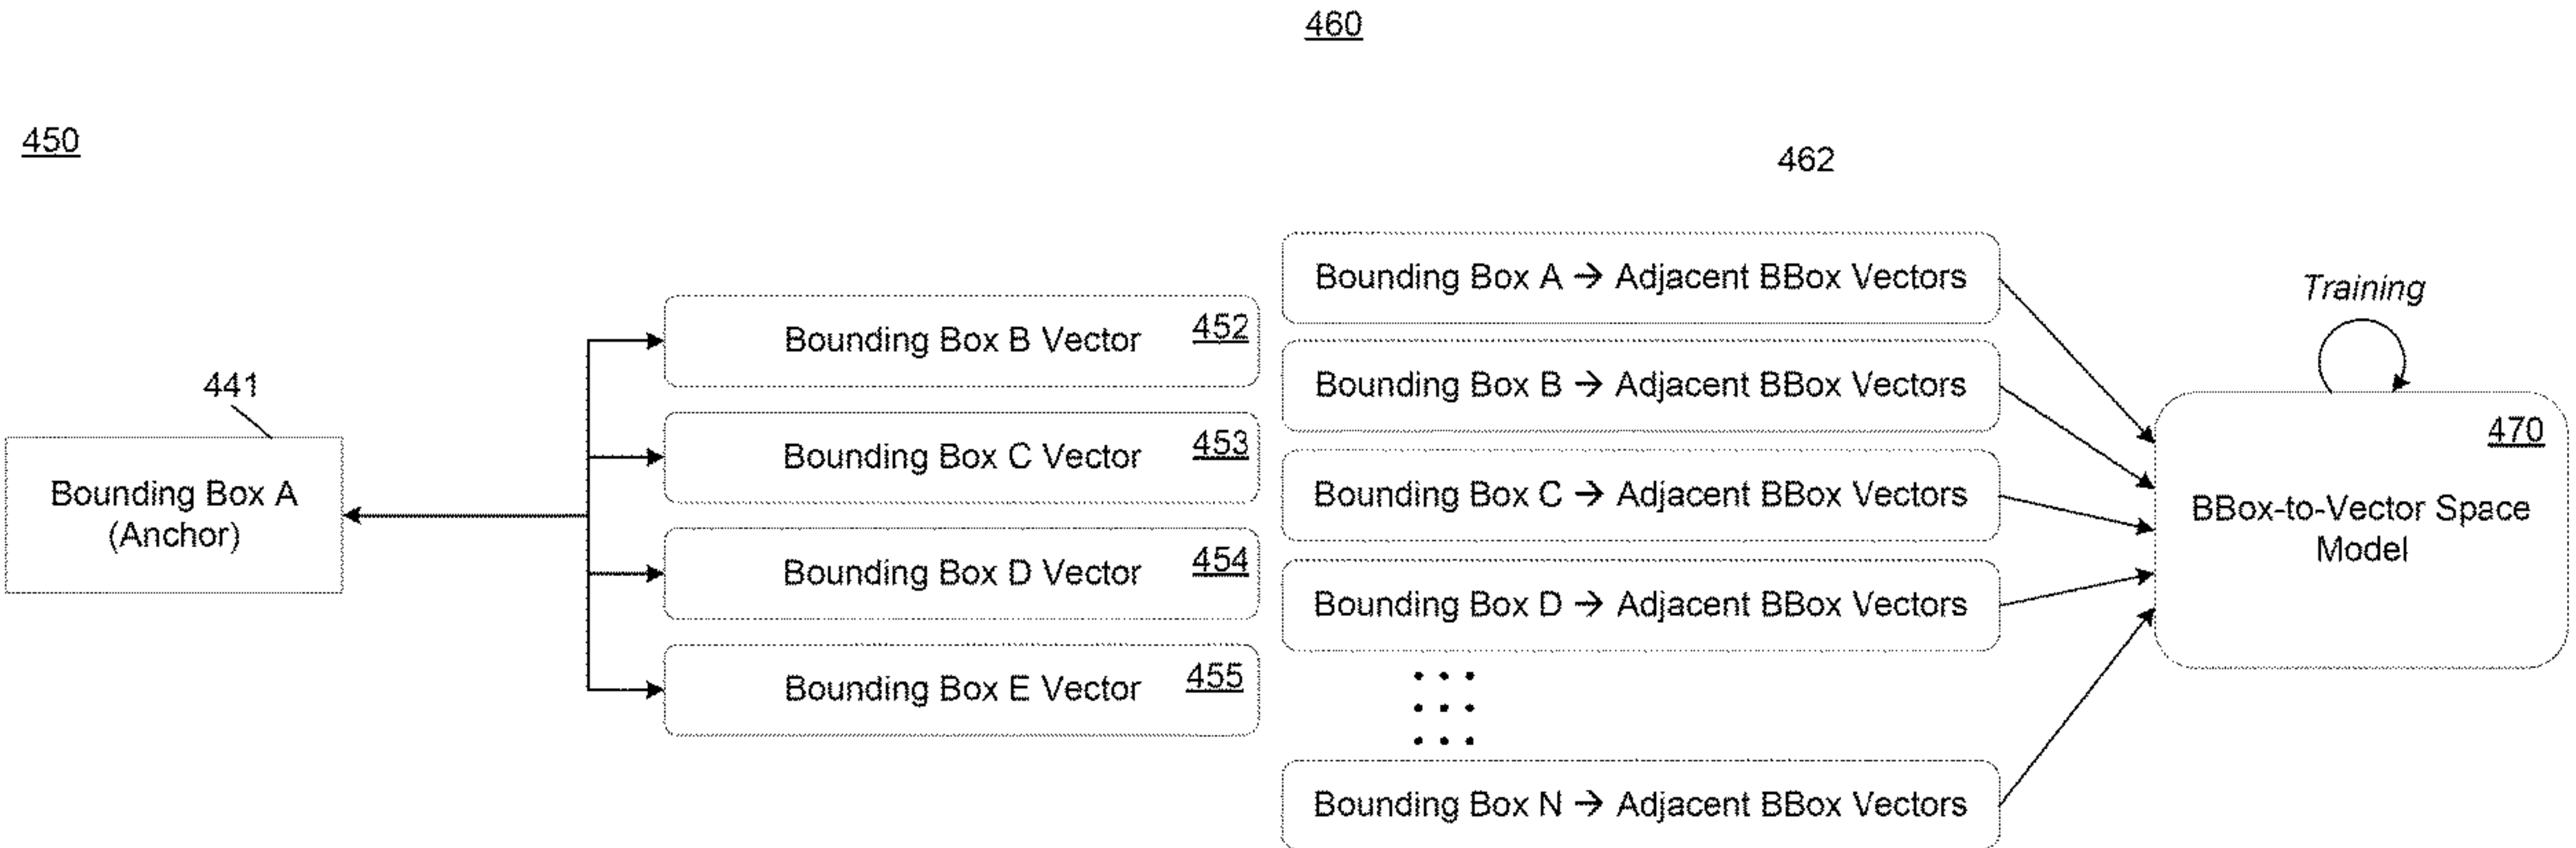 460
450
462
441
Bounding Box A
(Anchor)
Bounding Box B Vector 452
Bounding Box C Vector 453
Bounding Box D Vector 454
Bounding Box E Vector 455
Bounding Box A → Adjacent BBox Vectors
Bounding Box B → Adjacent BBox Vectors
Bounding Box C → Adjacent BBox Vectors
Bounding Box D → Adjacent BBox Vectors
Bounding Box N → Adjacent BBox Vectors
Training
470
BBox-to-Vector Space
Model